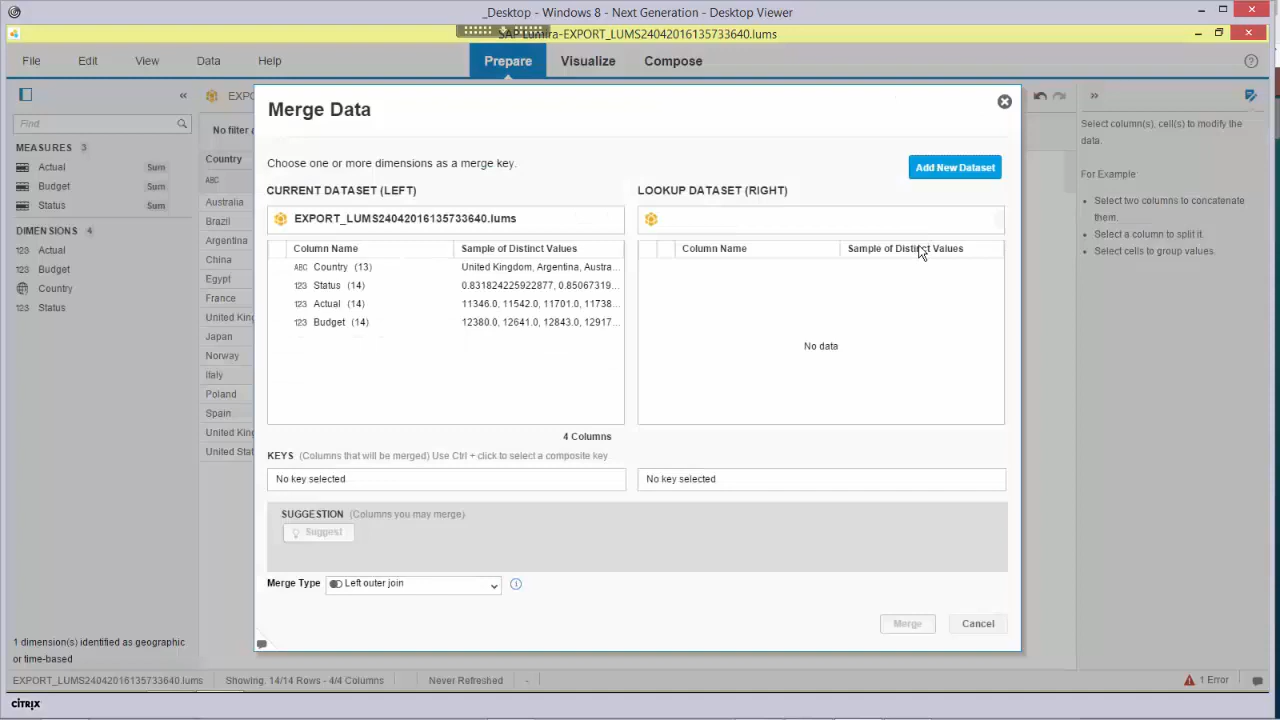 _Desktop - Windows 8 - Next Generation - Desktop Viewer
SAP Lumira-EXPORT_LUMS24042016135733640.lums
File Edit View Data Help Prepare Visualize Compose
Find
MEASURES 3
Actual Sum
Budget Sum
Status Sum
DIMENSIONS 4
123 Actual
123 Budget
Country
123 Status
1 dimension(s) identified as geographic
or time-based
EXPO
No filter
Country
ABC
Australia
Brazil
Argentina
China
Egypt
France
United King
Japan
Norway
Italy
Poland
Spain
United King
United Stat
Merge Data
Choose one or more dimensions as a merge key.
Add New Dataset
CURRENT DATASET (LEFT)
EXPORT_LUMS24042016135733640.lums
Column Name Sample of Distinct Values
ABC Country (13) United Kingdom, Argentina, Austra...
123 Status (14) 0.831824225922877, 0.85067319...
123 Actual (14) 11346.0, 11542.0, 11701.0, 11738...
123 Budget (14) 12380.0, 12641.0, 12843.0, 12917...
4 Columns
LOOKUP DATASET (RIGHT)
Column Name Sample of Distinct Values
No data
KEYS (Columns that will be merged) Use Ctrl + click to select a composite key
No key selected
No key selected
SUGGESTION (Columns you may merge)
Suggest
Merge Type Left outer join
Merge Cancel
Select column(s), cell(s) to modify the
data.
For Example:
Select two columns to concatenate
them.
Select a column to split it.
Select cells to group values.
EXPORT_LUMS24042016135733640.lums Showing. 14/14 Rows - 4/4 Columns Never Refreshed - 1 Error
CITRIX